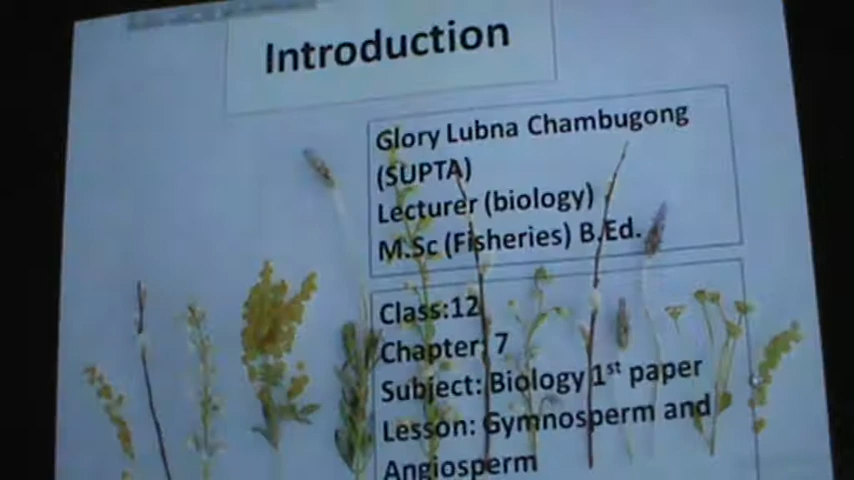 Introduction
Glory Lubna Chambugong
(SUPTA)
Lecturer (biology)
M.Sc (Fisheries) B.Ed.
Class:12
Chapter: 7
Subject: Biology 1st paper
Lesson: Gymnosperm and
Angiosperm